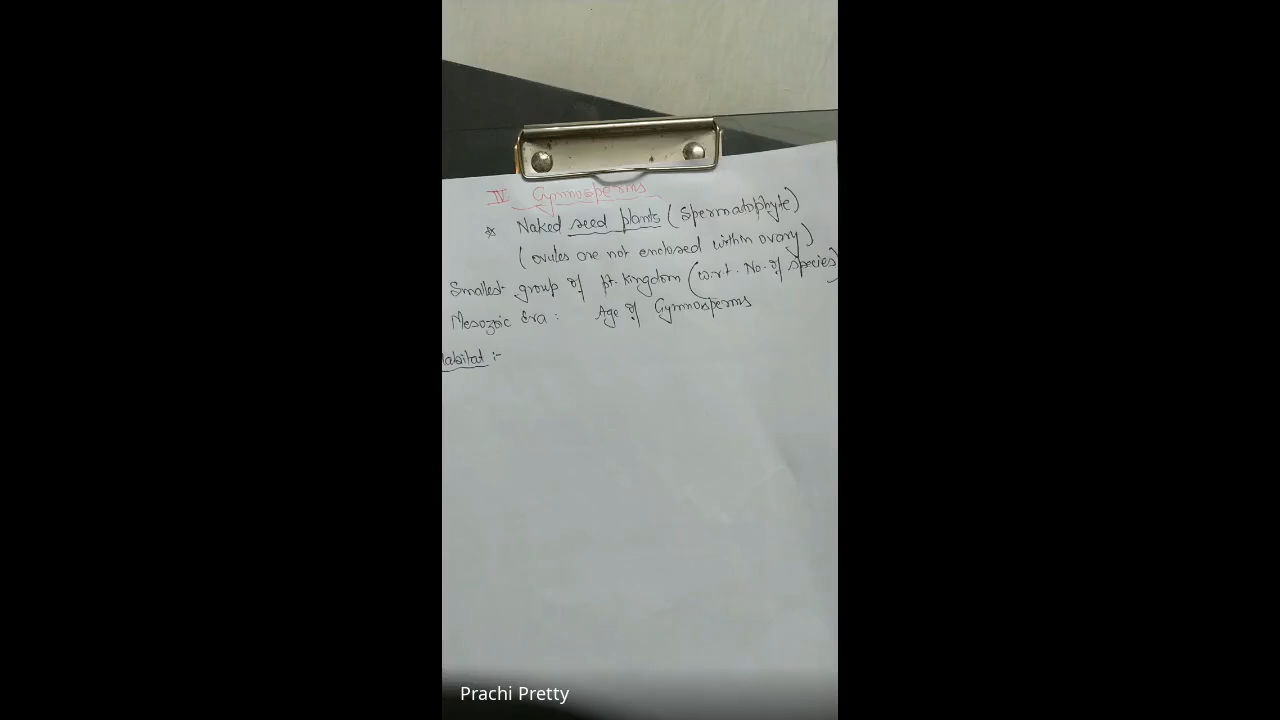 IV Gymnosperms
* Naked seed plants (Spermatophyte)
(ovules are not enclosed within ovary)
Smallest group of pt. kingdom (w.r.t. No. of species)
Mesozoic Era : Age of Gymnosperms
Habitat :-
Prachi Pretty